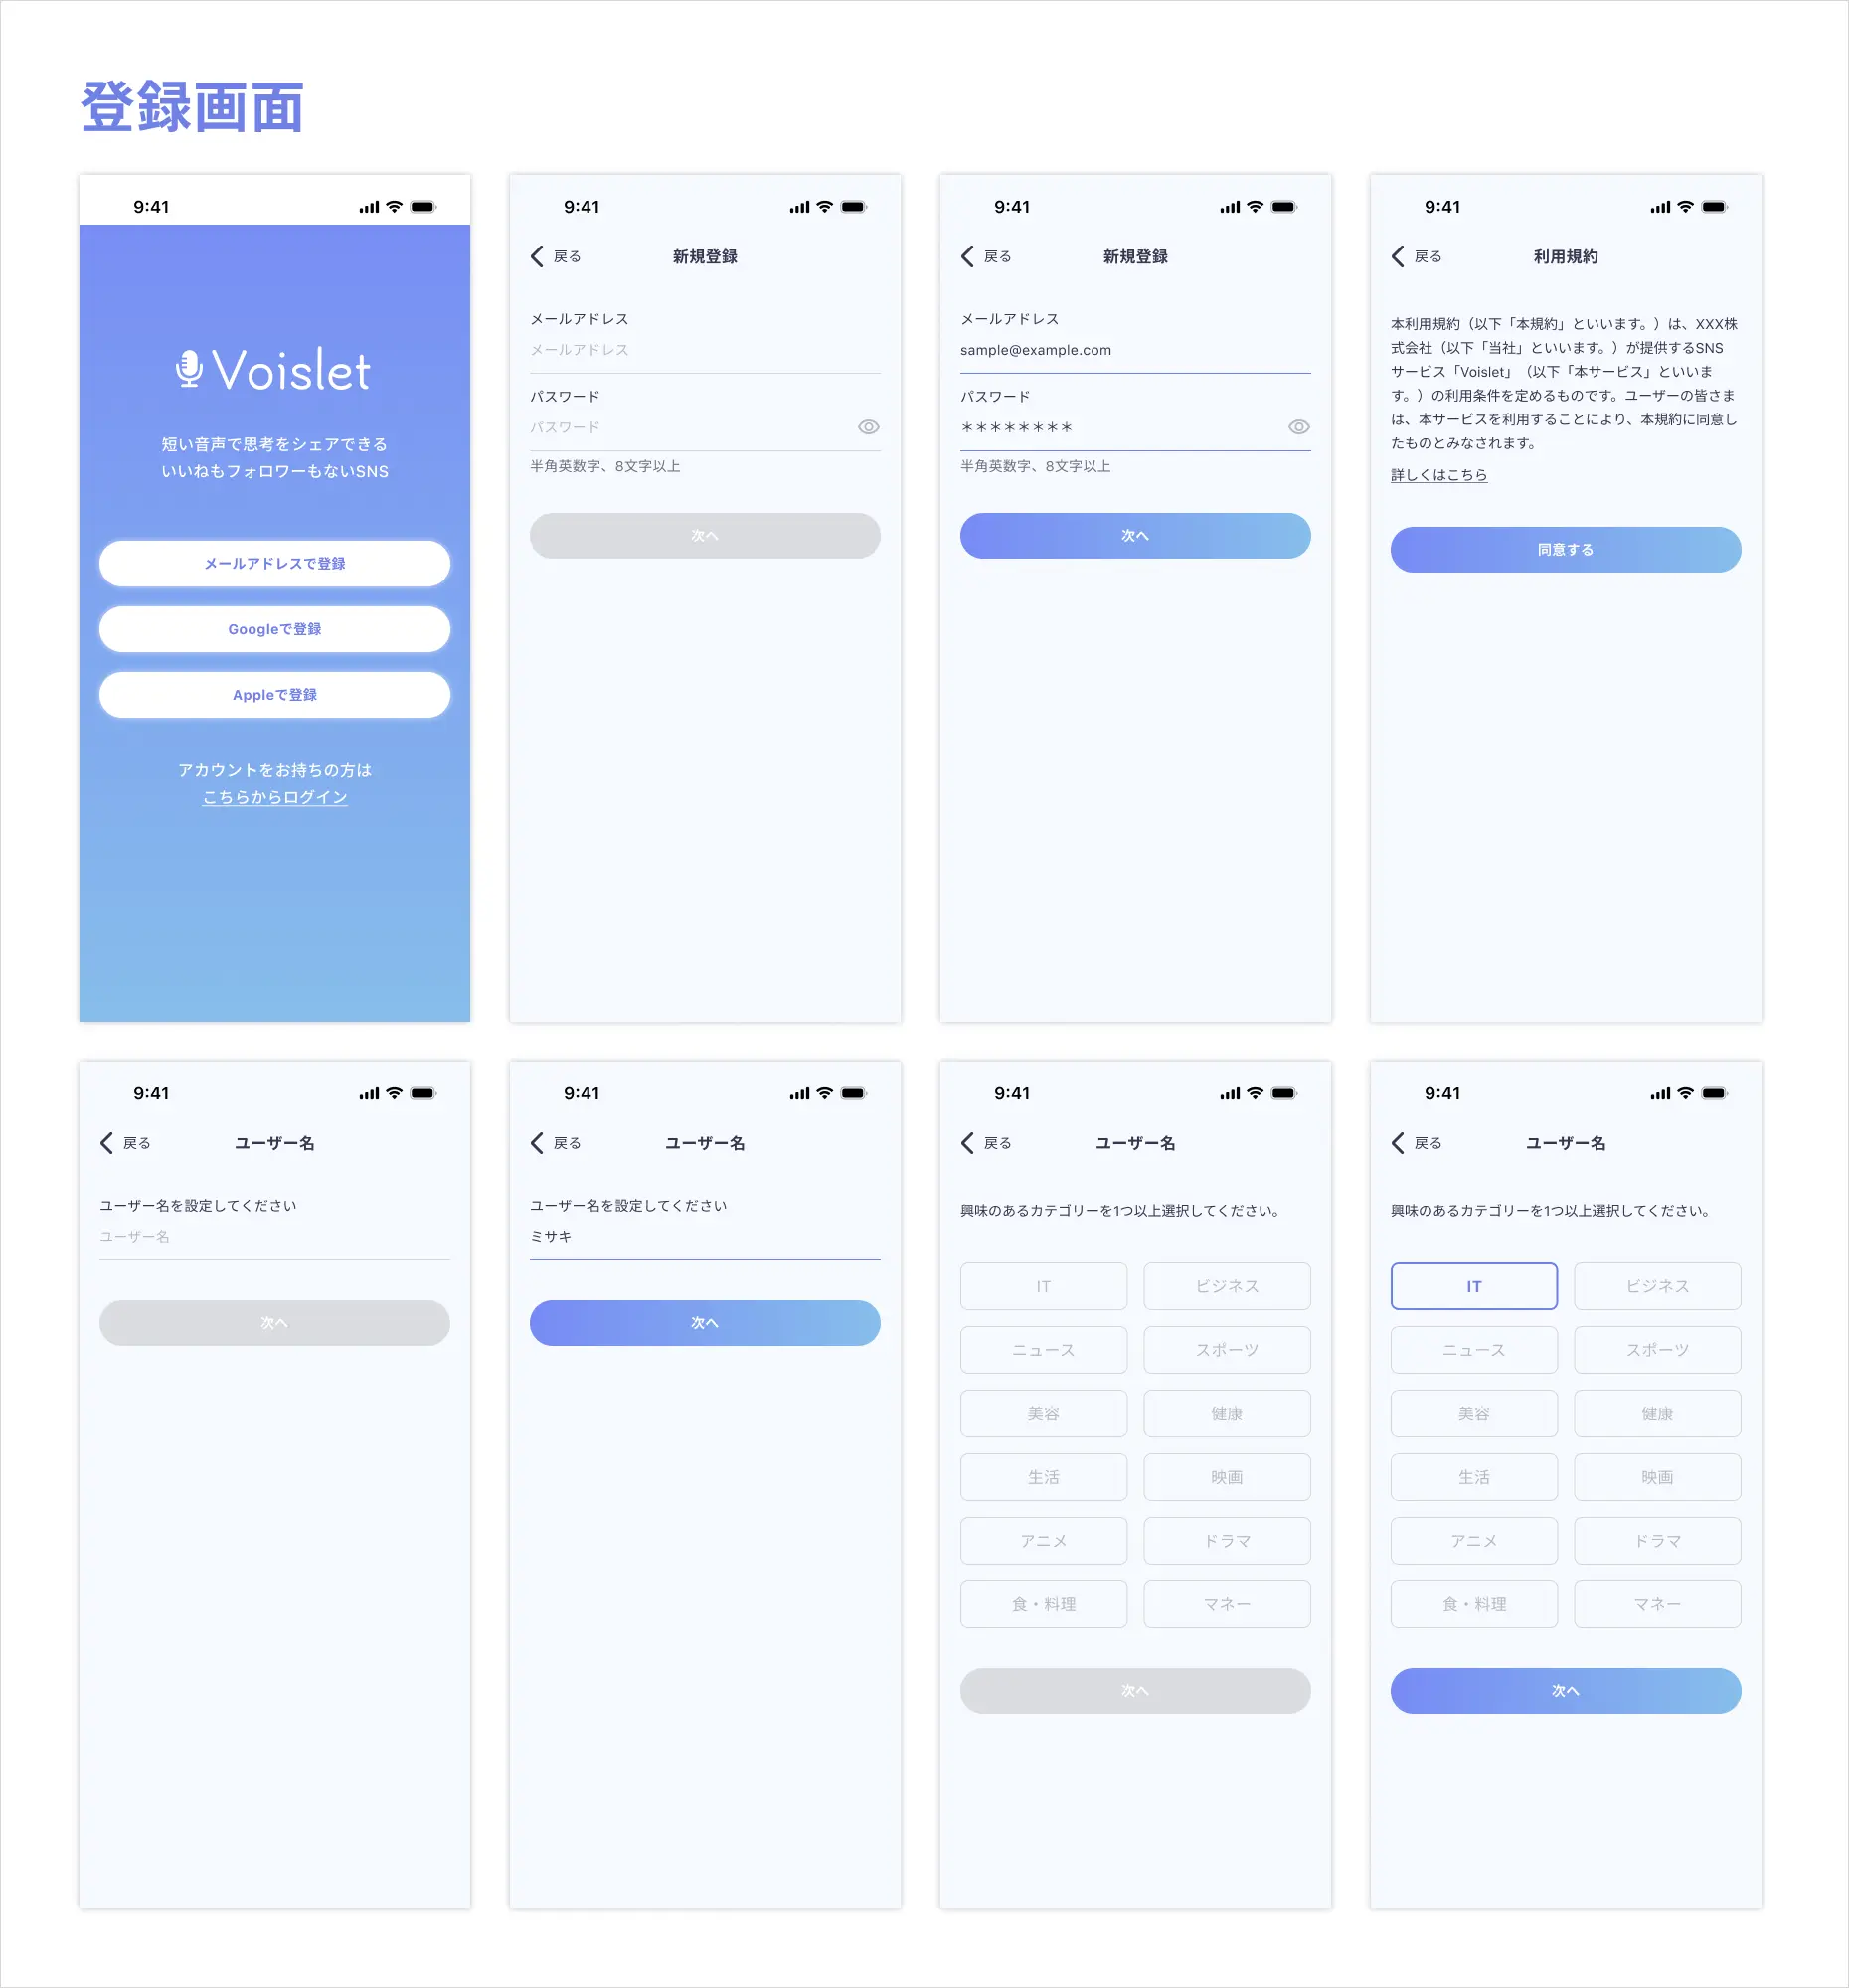 登録画面
9:41
Voislet
短い音声で思考をシェアできる
いいねもフォロワーもないSNS
メールアドレスで登録
Googleで登録
Appleで登録
アカウントをお持ちの方は
こちらからログイン
9:41
戻る
新規登録
メールアドレス
メールアドレス
パスワード
パスワード
半角英数字、8文字以上
次へ
9:41
戻る
新規登録
メールアドレス
sample@example.com
パスワード
＊＊＊＊＊＊＊＊
半角英数字、8文字以上
次へ
9:41
戻る
利用規約
本利用規約（以下「本規約」といいます。）は、XXX株
式会社（以下「当社」といいます。）が提供するSNS
サービス「Voislet」（以下「本サービス」といいま
す。）の利用条件を定めるものです。ユーザーの皆さま
は、本サービスを利用することにより、本規約に同意し
たものとみなされます。
詳しくはこちら
同意する
9:41
戻る
ユーザー名
ユーザー名を設定してください
ユーザー名
次へ
9:41
戻る
ユーザー名
ユーザー名を設定してください
ミサキ
次へ
9:41
戻る
ユーザー名
興味のあるカテゴリーを1つ以上選択してください。
IT
ビジネス
ニュース
スポーツ
美容
健康
生活
映画
アニメ
ドラマ
食・料理
マネー
次へ
9:41
戻る
ユーザー名
興味のあるカテゴリーを1つ以上選択してください。
IT
ビジネス
ニュース
スポーツ
美容
健康
生活
映画
アニメ
ドラマ
食・料理
マネー
次へ